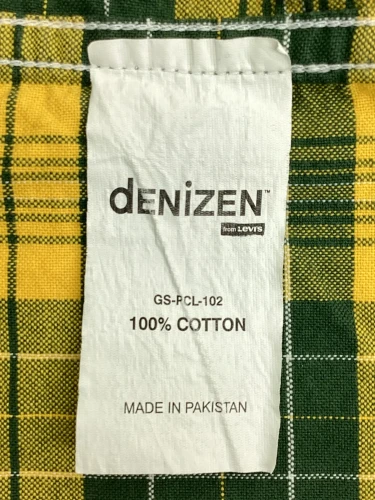 dENiZEN™
from Levi's
GS-PCL-102
100% COTTON
MADE IN PAKISTAN